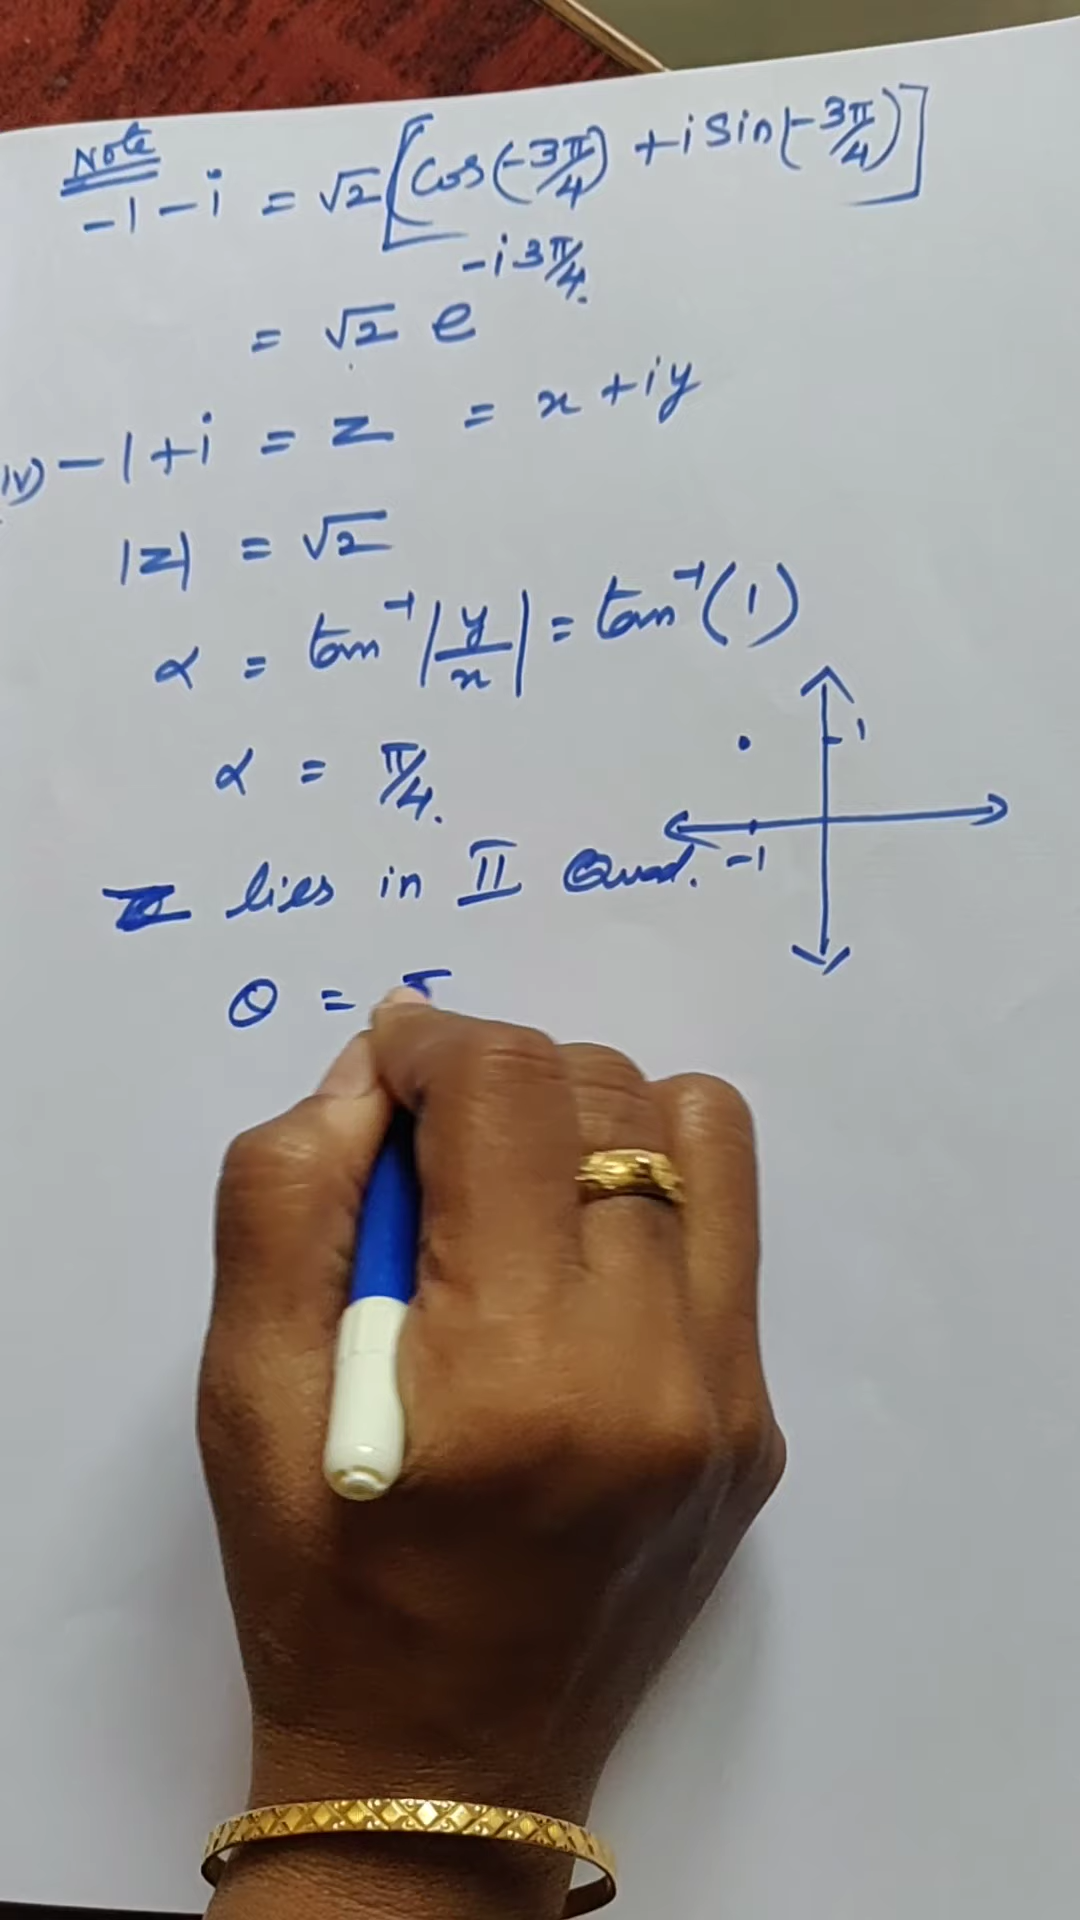 Note
-1-i = √2[cos(-3π/4) + i sin(-3π/4)]
= √2 e^-i3π/4.
iv) -1+i = z = x+iy
|z| = √2
α = tan⁻¹|y/x| = tan⁻¹(1)
α = π/4.
1
-1
z lies in II Quad.
θ =